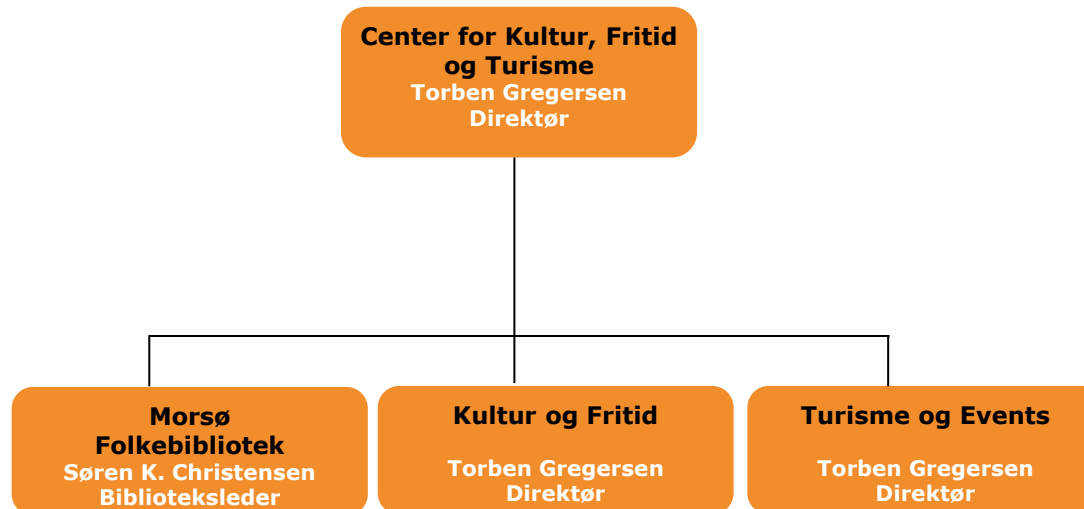 Center for Kultur, Fritid
og Turisme
Torben Gregersen
Direktør
Morsø
Folkebibliotek
Søren K. Christensen
Biblioteksleder
Kultur og Fritid
Torben Gregersen
Direktør
Turisme og Events
Torben Gregersen
Direktør